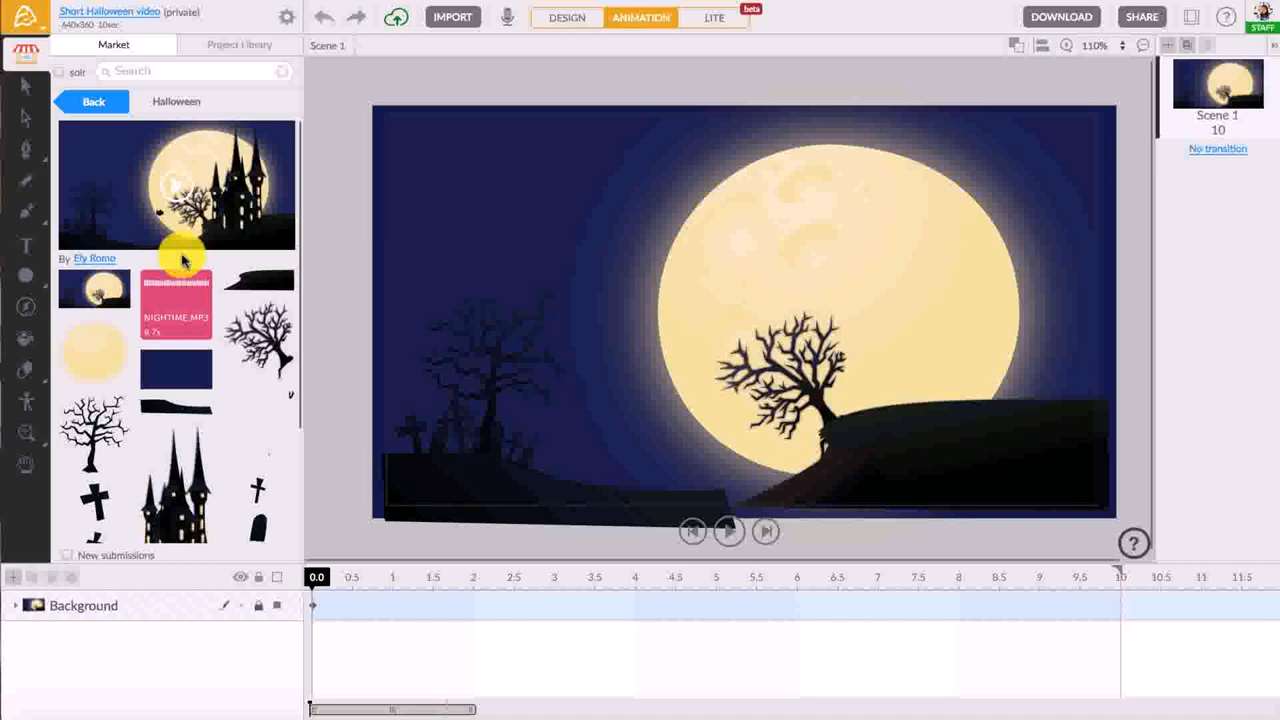 Short Halloween video (private)
640x360 10sec
IMPORT
DESIGN
ANIMATION
LITE
beta
DOWNLOAD
SHARE
?
STAFF
Market
Project Library
Scene 1
110%
solr
Search
Back
Halloween
By Ely Romo
NIGHTIME.MP3
9.7s
Scene 1
10
No transition
New submissions
?
0.0 0.5 1 1.5 2 2.5 3 3.5 4 4.5 5 5.5 6 6.5 7 7.5 8 8.5 9 9.5 10 10.5 11 11.5
Background